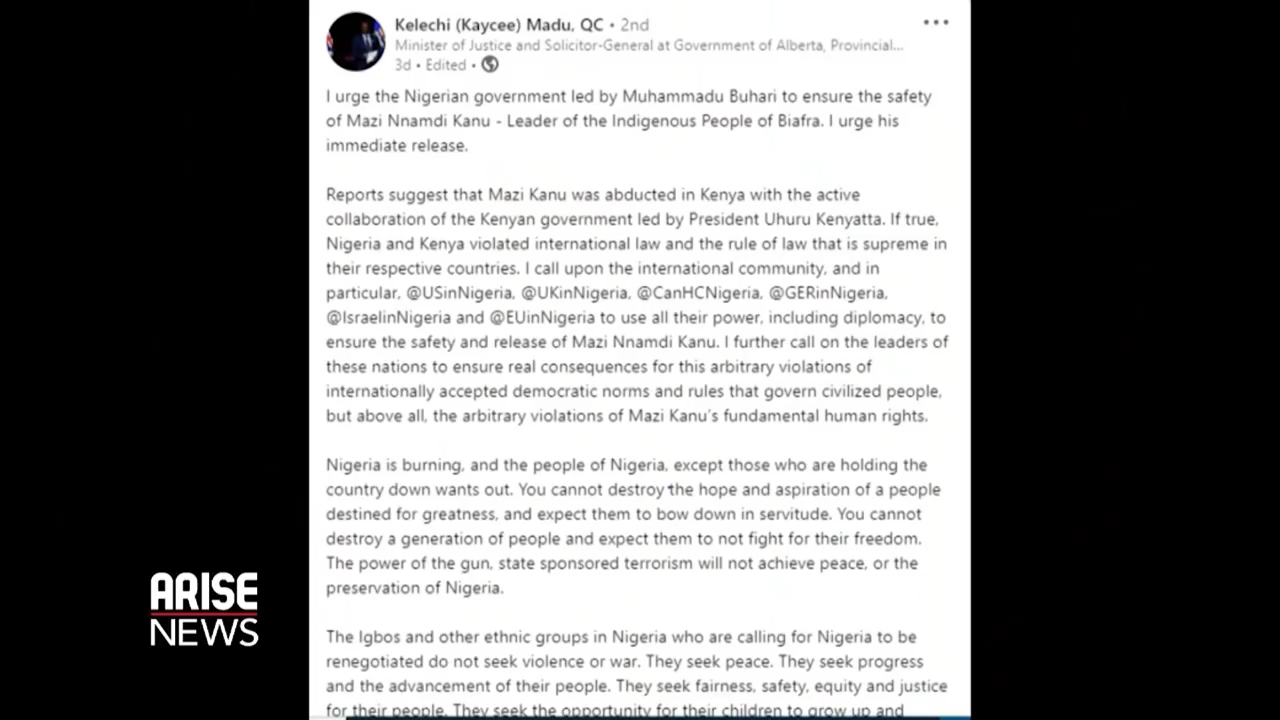 Kelechi (Kaycee) Madu, QC • 2nd
Minister of Justice and Solicitor-General at Government of Alberta, Provincial...
3d • Edited •
I urge the Nigerian government led by Muhammadu Buhari to ensure the safety
of Mazi Nnamdi Kanu - Leader of the Indigenous People of Biafra. I urge his
immediate release.
Reports suggest that Mazi Kanu was abducted in Kenya with the active
collaboration of the Kenyan government led by President Uhuru Kenyatta. If true,
Nigeria and Kenya violated international law and the rule of law that is supreme in
their respective countries. I call upon the international community, and in
particular, @USinNigeria, @UKinNigeria, @CanHCNigeria, @GERinNigeria,
@IsraelinNigeria and @EUinNigeria to use all their power, including diplomacy, to
ensure the safety and release of Mazi Nnamdi Kanu. I further call on the leaders of
these nations to ensure real consequences for this arbitrary violations of
internationally accepted democratic norms and rules that govern civilized people,
but above all, the arbitrary violations of Mazi Kanu's fundamental human rights.
Nigeria is burning, and the people of Nigeria, except those who are holding the
country down wants out. You cannot destroy the hope and aspiration of a people
destined for greatness, and expect them to bow down in servitude. You cannot
destroy a generation of people and expect them to not fight for their freedom.
The power of the gun, state sponsored terrorism will not achieve peace, or the
preservation of Nigeria.
The Igbos and other ethnic groups in Nigeria who are calling for Nigeria to be
renegotiated do not seek violence or war. They seek peace. They seek progress
and the advancement of their people. They seek fairness, safety, equity and justice
for their people. They seek the opportunity for their children to grow up and
ARISE
NEWS